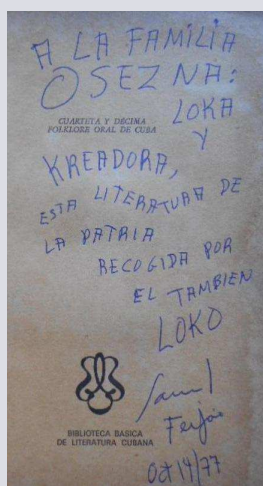 A LA FAMILIA
OSEZNA:
CUARTETA Y DECIMA
FOLKLORE ORAL DE CUBA
LOKA
Y
KREADORA,
ESTA LITERATURA DE
LA PATRIA
RECOGIDA POR
EL TAMBIEN
LOKO
Samuel
Feijóo
BIBLIOTECA BASICA
DE LITERATURA CUBANA
Oct 14/77